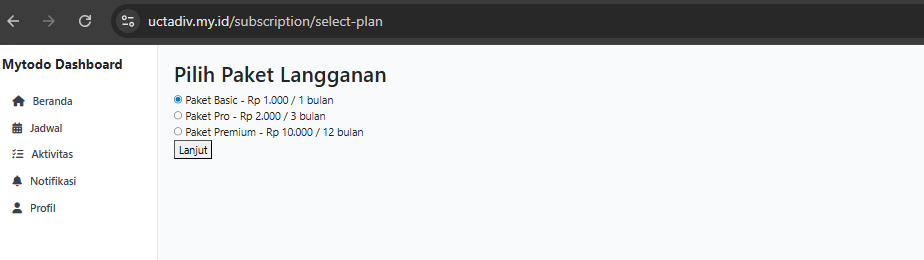 uctadiv.my.id/subscription/select-plan
Mytodo Dashboard
Beranda
Jadwal
Aktivitas
Notifikasi
Profil
Pilih Paket Langganan
Paket Basic - Rp 1.000 / 1 bulan
Paket Pro - Rp 2.000 / 3 bulan
Paket Premium - Rp 10.000 / 12 bulan
Lanjut